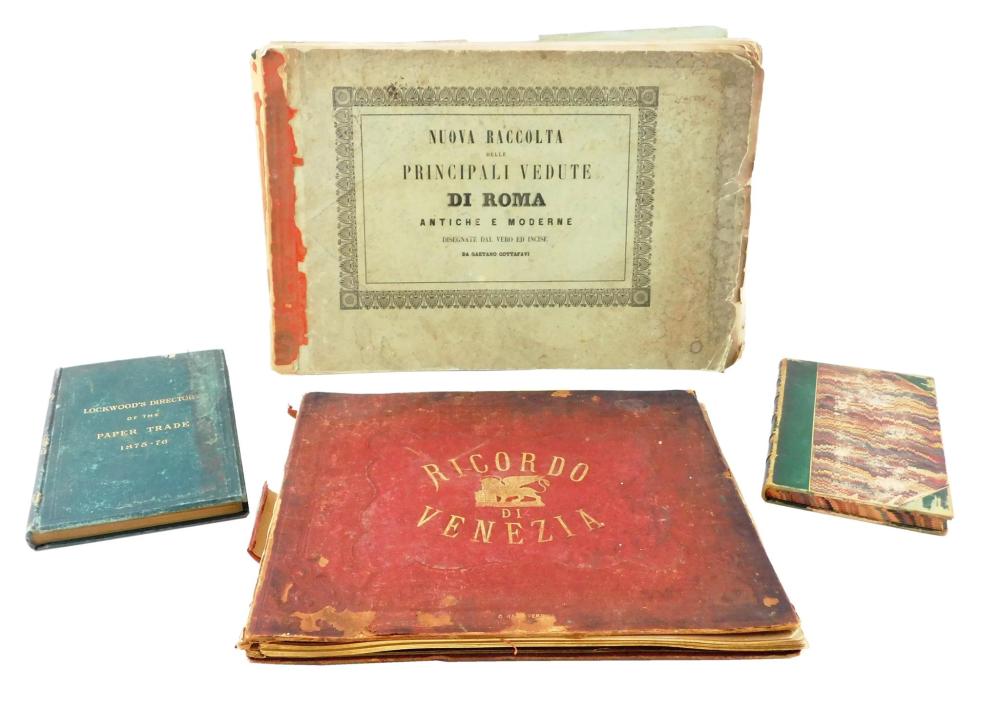 NUOVA RACCOLTA
DELLE
PRINCIPALI VEDUTE
DI ROMA
ANTICHE E MODERNE
DISEGNATE DAL VERO ED INCISE
DA GAETANO COTTAFAVI
LOCKWOOD'S DIRECTORY
OF THE
PAPER TRADE
1875-76
RICORDO
DI
VENEZIA